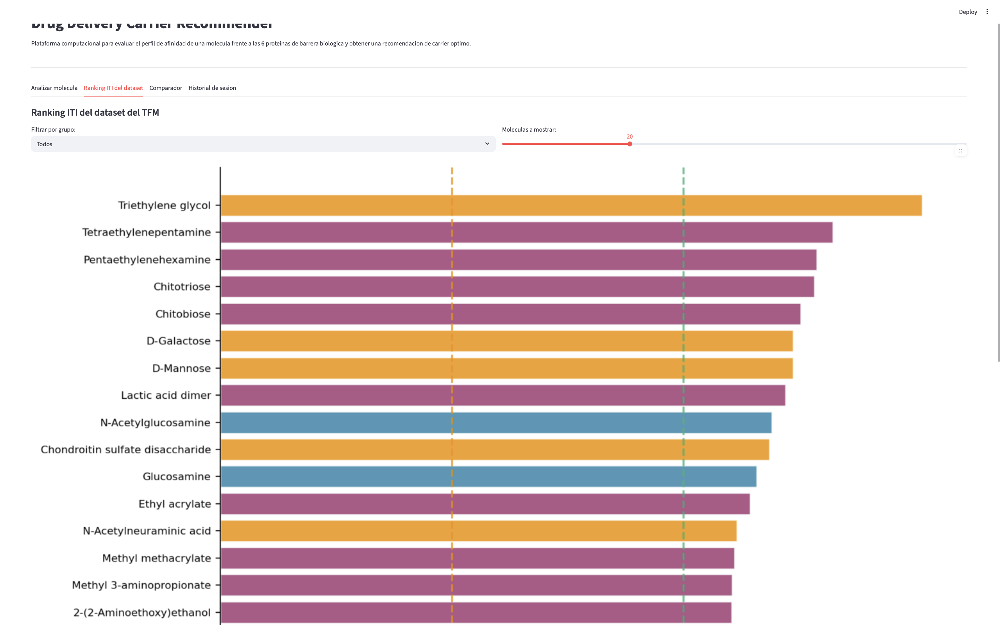 Deploy
Drug Delivery Carrier Recommender
Plataforma computacional para evaluar el perfil de afinidad de una molecula frente a las 6 proteinas de barrera biologica y obtener una recomendacion de carrier optimo.
Analizar molecula Ranking ITI del dataset Comparador Historial de sesion
Ranking ITI del dataset del TFM
Filtrar por grupo:
Todos
Moleculas a mostrar:
20
Triethylene glycol
Tetraethylenepentamine
Pentaethylenehexamine
Chitotriose
Chitobiose
D-Galactose
D-Mannose
Lactic acid dimer
N-Acetylglucosamine
Chondroitin sulfate disaccharide
Glucosamine
Ethyl acrylate
N-Acetylneuraminic acid
Methyl methacrylate
Methyl 3-aminopropionate
2-(2-Aminoethoxy)ethanol